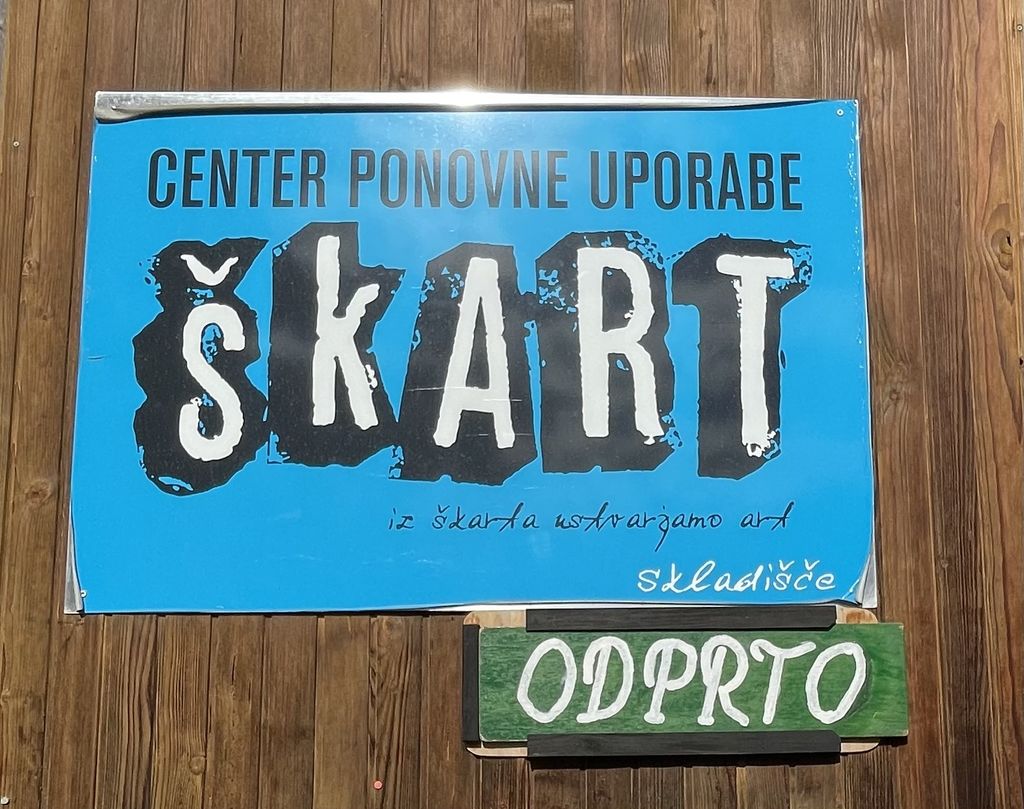 CENTER PONOVNE UPORABE
ŠkART
iz škarta ustvarjamo art
skladišče
ODPRTO